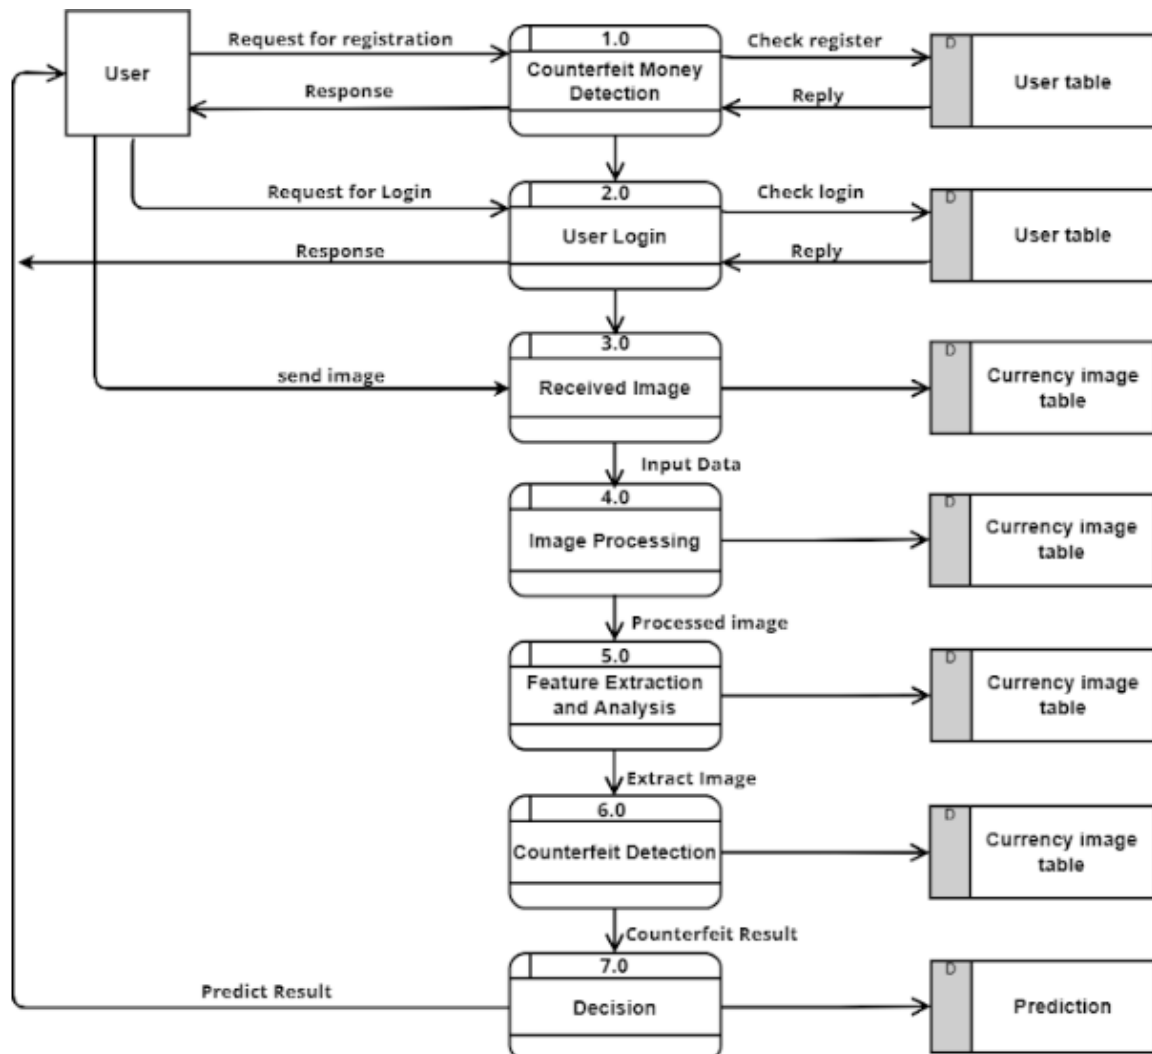 User
Request for registration
Response
1.0
Counterfeit Money
Detection
Check register
Reply
D
User table
Request for Login
Response
2.0
User Login
Check login
Reply
D
User table
send image
3.0
Received Image
D
Currency image
table
Input Data
4.0
Image Processing
D
Currency image
table
Processed image
5.0
Feature Extraction
and Analysis
D
Currency image
table
Extract Image
6.0
Counterfeit Detection
D
Currency image
table
Counterfeit Result
Predict Result
7.0
Decision
D
Prediction